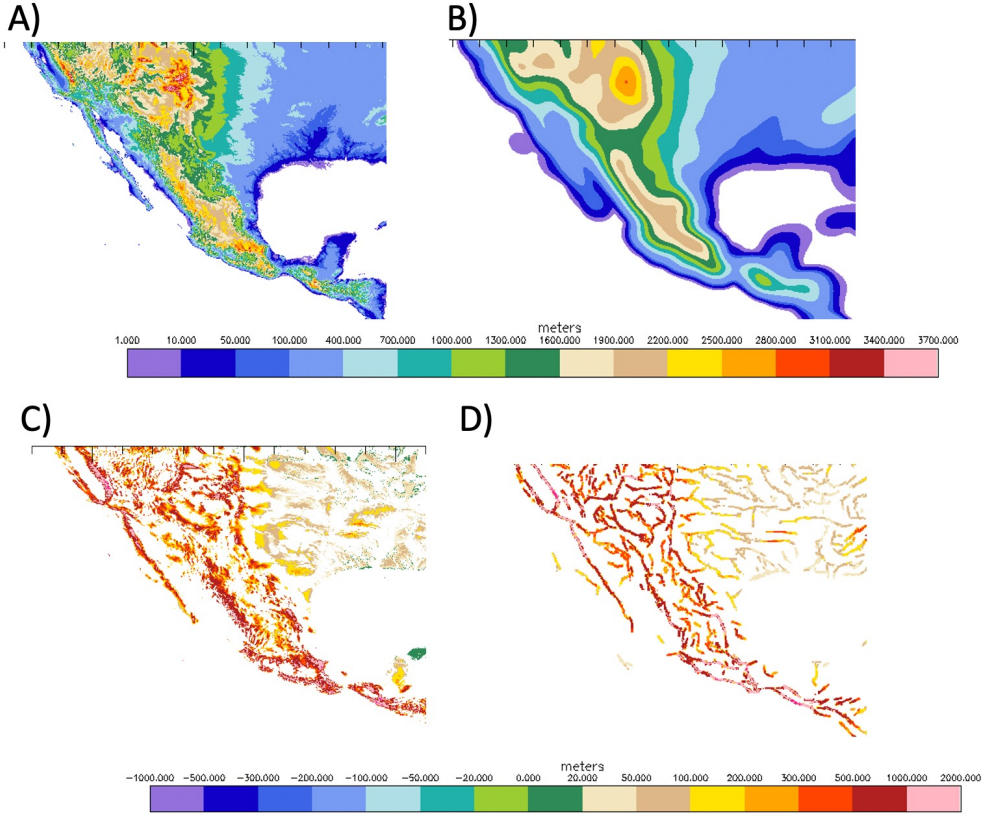 A)
B)
meters
1.000 10.000 50.000 100.000 400.000 700.000 1000.000 1300.000 1600.000 1900.000 2200.000 2500.000 2800.000 3100.000 3400.000 3700.000
C)
D)
meters
−1000.000 −500.000 −300.000 −200.000 −100.000 −50.000 −20.000 0.000 20.000 50.000 100.000 200.000 300.000 500.000 1000.000 2000.000